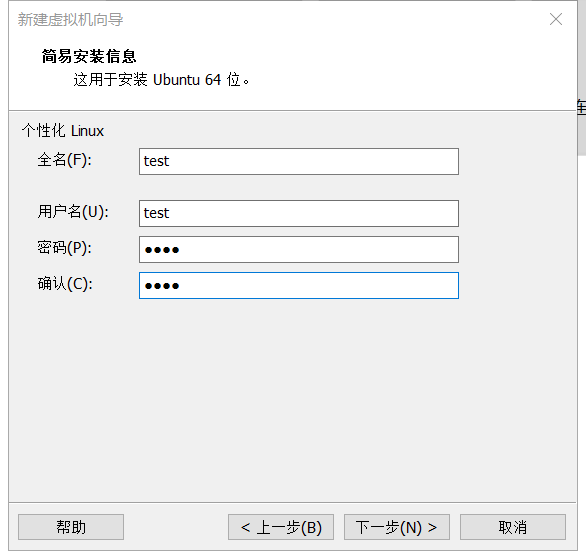 新建虚拟机向导
简易安装信息
这用于安装 Ubuntu 64 位。
连
个性化 Linux
全名(F): test
用户名(U): test
密码(P): ●●●●
确认(C): ●●●●
帮助 < 上一步(B) 下一步(N) > 取消